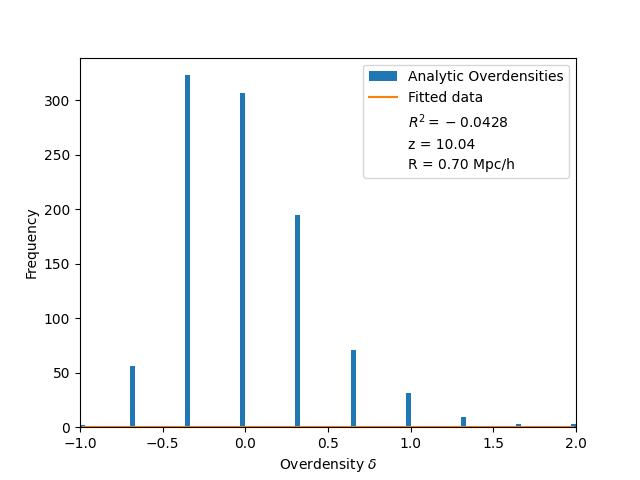 Analytic Overdensities
Fitted data
R² = −0.0428
z = 10.04
R = 0.70 Mpc/h
300
250
200
150
100
50
0
Frequency
−1.0 −0.5 0.0 0.5 1.0 1.5 2.0
Overdensity δ